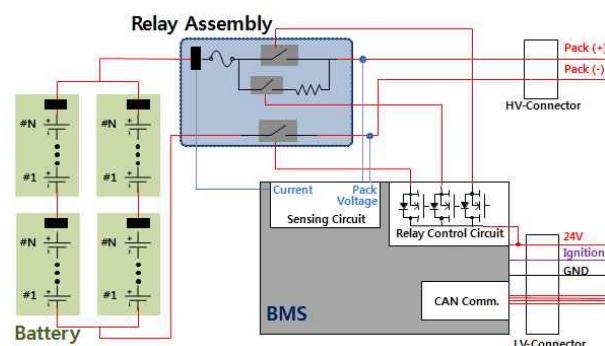 Relay Assembly
Pack (+)
Pack (-)
HV-Connector
#N
#N
#1
#1
#N
#N
#1
#1
Battery
Current
Pack
Voltage
Sensing Circuit
Relay Control Circuit
24V
Ignition
GND
CAN Comm.
BMS
LV-Connector